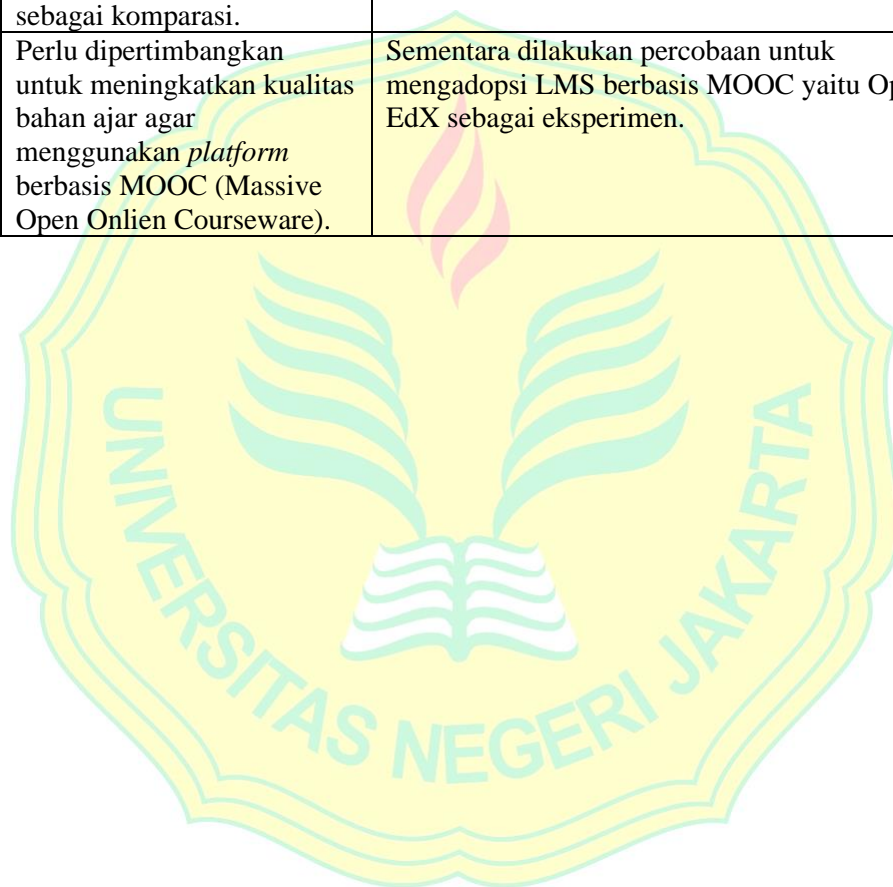 sebagai komparasi.
Perlu dipertimbangkan
untuk meningkatkan kualitas
bahan ajar agar
menggunakan platform
berbasis MOOC (Massive
Open Onlien Courseware).
Sementara dilakukan percobaan untuk
mengadopsi LMS berbasis MOOC yaitu
EdX sebagai eksperimen.
UNIVERSITAS NEGERI JAKARTA